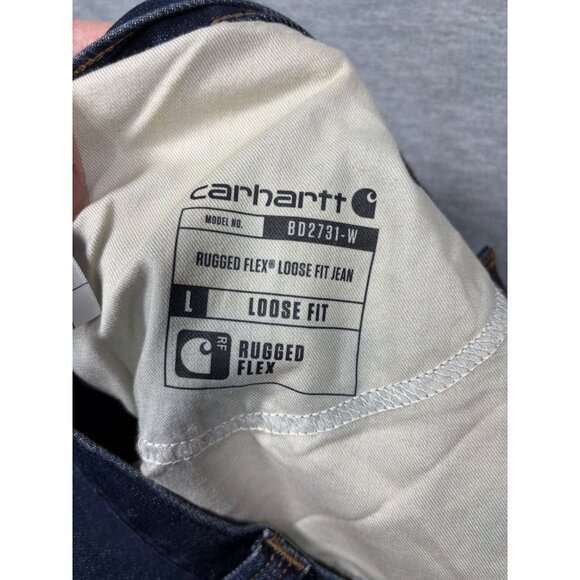 carhartt
MODEL NO. BD2731-W
RUGGED FLEX® LOOSE FIT JEAN
L LOOSE FIT
RF RUGGED
FLEX